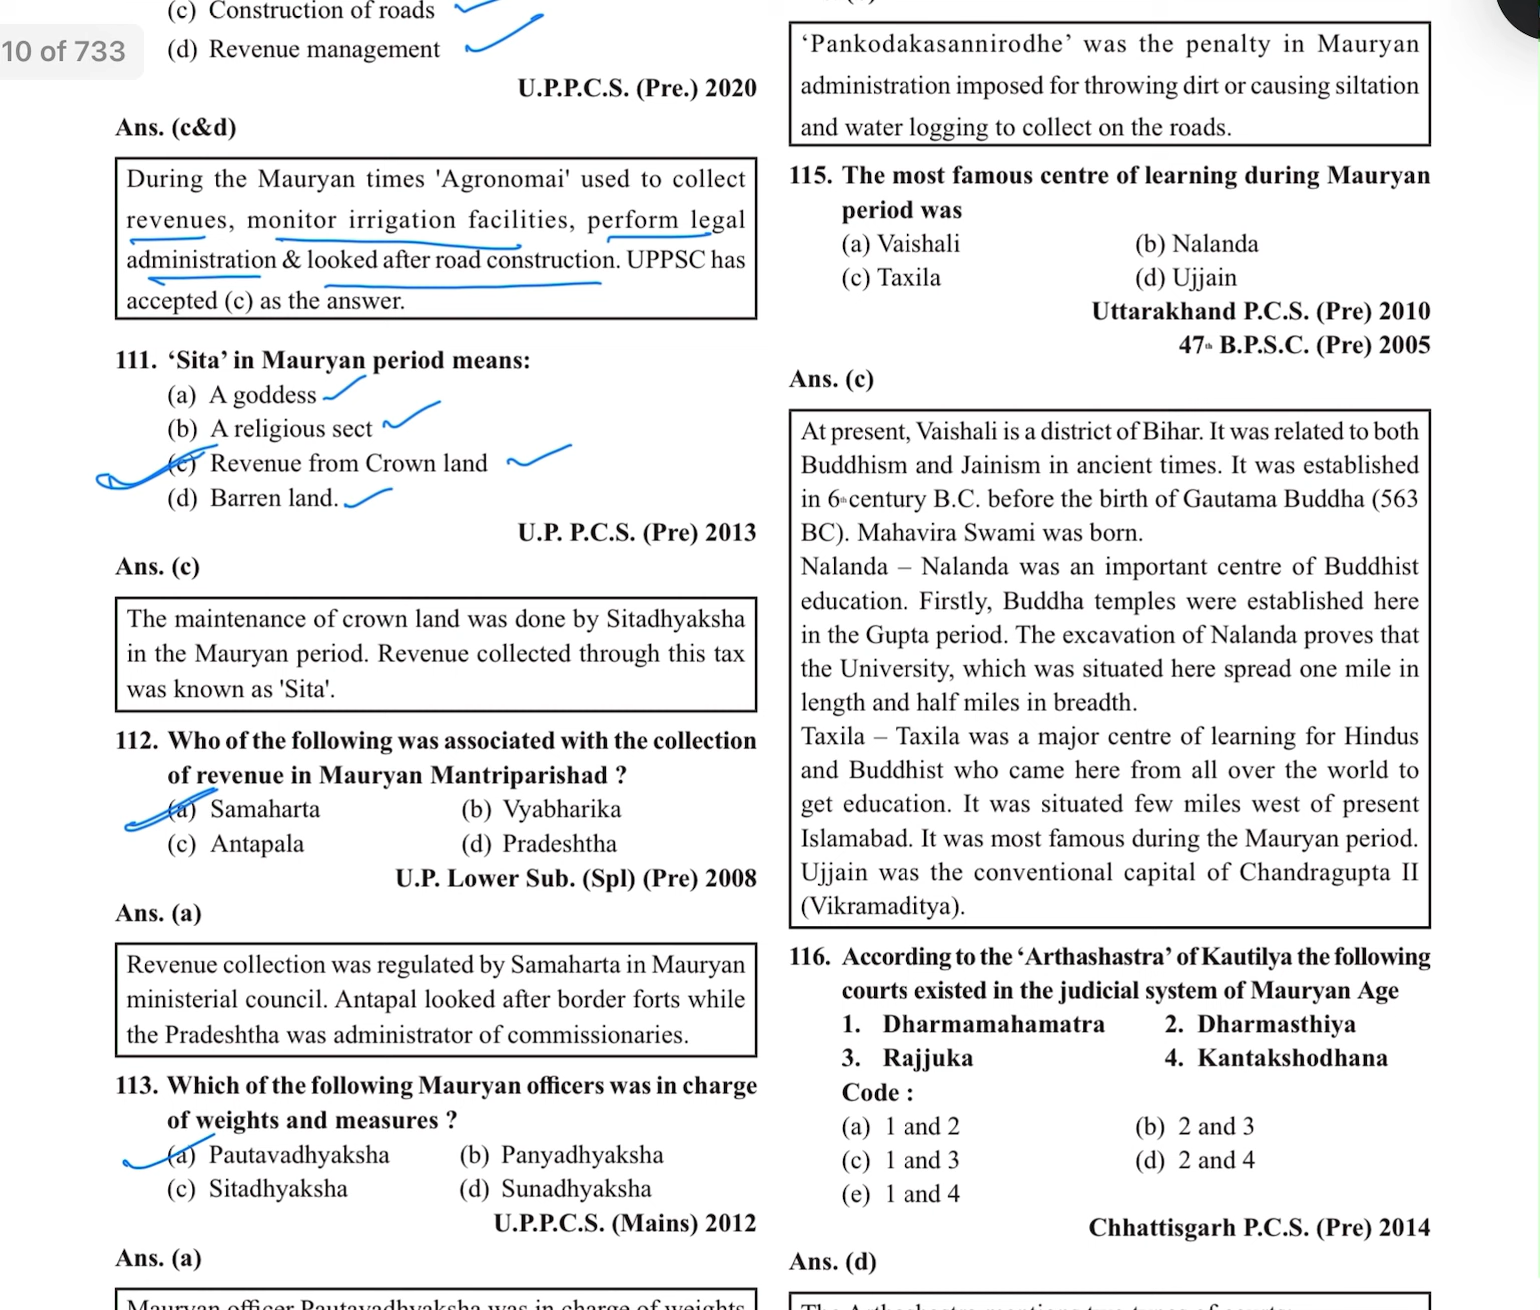 (c) Construction of roads
10 of 733
(d) Revenue management
U.P.P.C.S. (Pre.) 2020
Ans. (c&d)
During the Mauryan times 'Agronomai' used to collect
revenues, monitor irrigation facilities, perform legal
administration & looked after road construction. UPPSC has
accepted (c) as the answer.
111. ‘Sita’ in Mauryan period means:
(a) A goddess
(b) A religious sect
(c) Revenue from Crown land
(d) Barren land.
U.P. P.C.S. (Pre) 2013
Ans. (c)
The maintenance of crown land was done by Sitadhyaksha
in the Mauryan period. Revenue collected through this tax
was known as 'Sita'.
112. Who of the following was associated with the collection
of revenue in Mauryan Mantriparishad ?
(a) Samaharta (b) Vyabharika
(c) Antapala (d) Pradeshtha
U.P. Lower Sub. (Spl) (Pre) 2008
Ans. (a)
Revenue collection was regulated by Samaharta in Mauryan
ministerial council. Antapal looked after border forts while
the Pradeshtha was administrator of commissionaries.
113. Which of the following Mauryan officers was in charge
of weights and measures ?
(a) Pautavadhyaksha (b) Panyadhyaksha
(c) Sitadhyaksha (d) Sunadhyaksha
U.P.P.C.S. (Mains) 2012
Ans. (a)
Mauryan officer Pautavadhyaksha was in charge of weights
‘Pankodakasannirodhe’ was the penalty in Mauryan
administration imposed for throwing dirt or causing siltation
and water logging to collect on the roads.
115. The most famous centre of learning during Mauryan
period was
(a) Vaishali (b) Nalanda
(c) Taxila (d) Ujjain
Uttarakhand P.C.S. (Pre) 2010
47th B.P.S.C. (Pre) 2005
Ans. (c)
At present, Vaishali is a district of Bihar. It was related to both
Buddhism and Jainism in ancient times. It was established
in 6th century B.C. before the birth of Gautama Buddha (563
BC). Mahavira Swami was born.
Nalanda – Nalanda was an important centre of Buddhist
education. Firstly, Buddha temples were established here
in the Gupta period. The excavation of Nalanda proves that
the University, which was situated here spread one mile in
length and half miles in breadth.
Taxila – Taxila was a major centre of learning for Hindus
and Buddhist who came here from all over the world to
get education. It was situated few miles west of present
Islamabad. It was most famous during the Mauryan period.
Ujjain was the conventional capital of Chandragupta II
(Vikramaditya).
116. According to the ‘Arthashastra’ of Kautilya the following
courts existed in the judicial system of Mauryan Age
1. Dharmamahamatra 2. Dharmasthiya
3. Rajjuka 4. Kantakshodhana
Code :
(a) 1 and 2 (b) 2 and 3
(c) 1 and 3 (d) 2 and 4
(e) 1 and 4
Chhattisgarh P.C.S. (Pre) 2014
Ans. (d)
The Arthashastra mentions two types of courts: